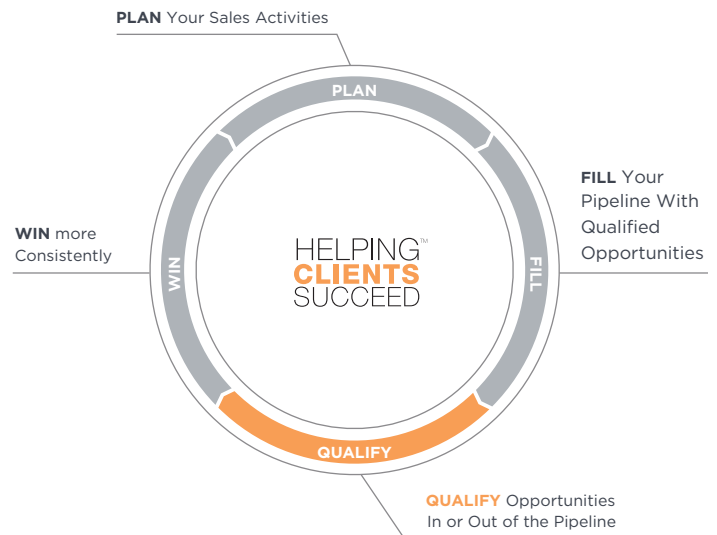 PLAN Your Sales Activities
PLAN
FILL Your
Pipeline With
Qualified
Opportunities
WIN more
Consistently
WIN
HELPING™
CLIENTS
SUCCEED
FILL
QUALIFY
QUALIFY Opportunities
In or Out of the Pipeline